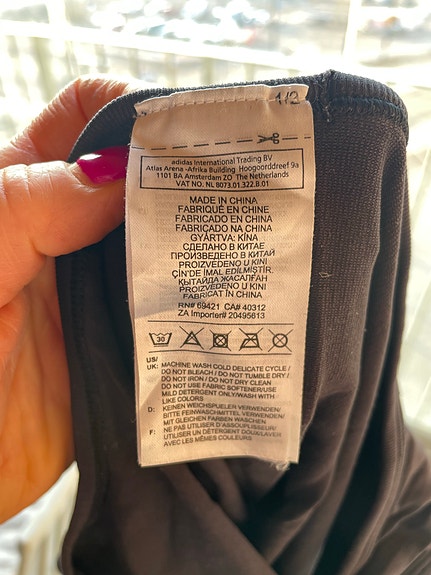 1/2
adidas International Trading BV
Atlas Arena -Afrika Building Hoogoorddreef 9a
1101 BA Amsterdam ZO The Netherlands
VAT NO. NL 8073.01.322.B.01
MADE IN CHINA
FABRIQUÉ EN CHINE
FABRICADO EN CHINA
FABRICADO NA CHINA
GYÁRTVA: KÍNA
СДЕЛАНО В КИТАЕ
ПРОИЗВЕДЕНО В КИТАЙ
PROIZVEDENO U KINI
ÇİN'DE İMAL EDİLMİŞTİR.
ҚЫТАЙДА ЖАСАЛҒАН
PROIZVEDENO U KINI
FABRICAT ÎN CHINA
RN# 69421 CA# 40312
ZA Importer# 20495613
30
US/
UK: MACHINE WASH COLD DELICATE CYCLE /
DO NOT BLEACH / DO NOT TUMBLE DRY /
DO NOT IRON / DO NOT DRY CLEAN
DO NOT USE FABRIC SOFTENER/USE
MILD DETERGENT ONLY/WASH WITH
LIKE COLORS
D: KEINEN WEICHSPUELER VERWENDEN/
BITTE FEINWASCHMITTEL VERWENDEN/
MIT GLEICHEN FARBEN WASCHEN
F: NE PAS UTILISER D'ASSOUPLISSEUR/
UTILISER UN DÉTERGENT DOUX/LAVER
AVEC LES MÊMES COULEURS